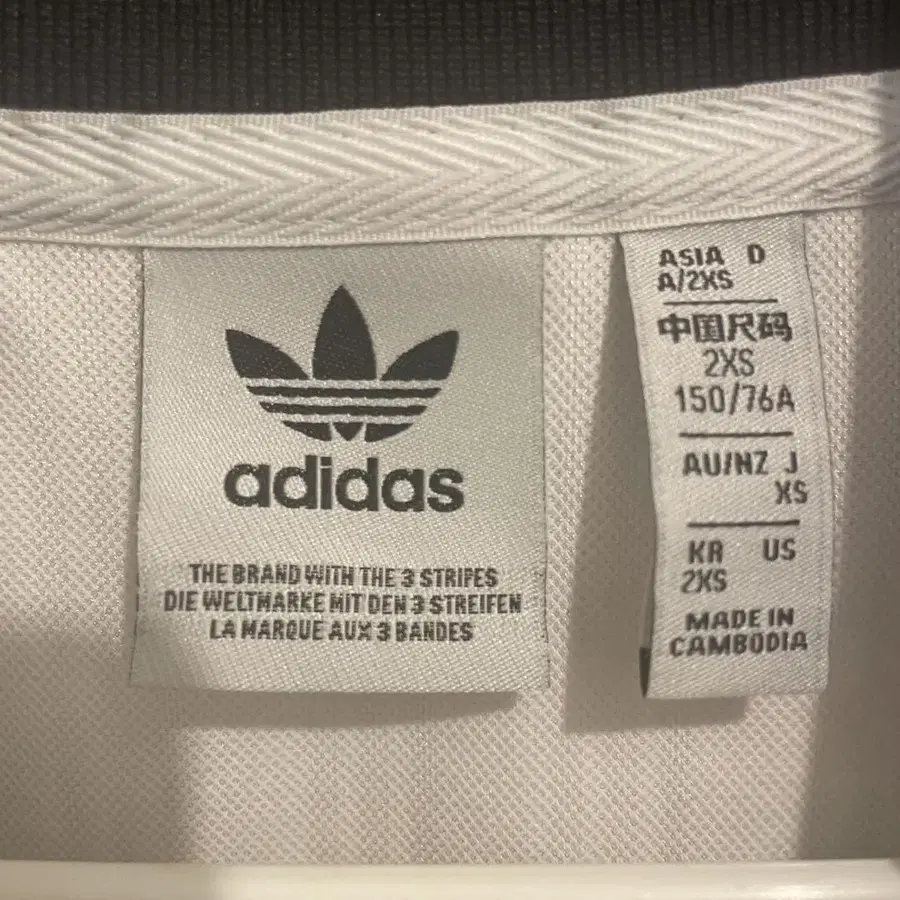 adidas
THE BRAND WITH THE 3 STRIPES
DIE WELTMARKE MIT DEN 3 STREIFEN
LA MARQUE AUX 3 BANDES
ASIA D
A/2XS
中国尺码
2XS
150/76A
AU/NZ J
XS
KR US
2XS
MADE IN
CAMBODIA